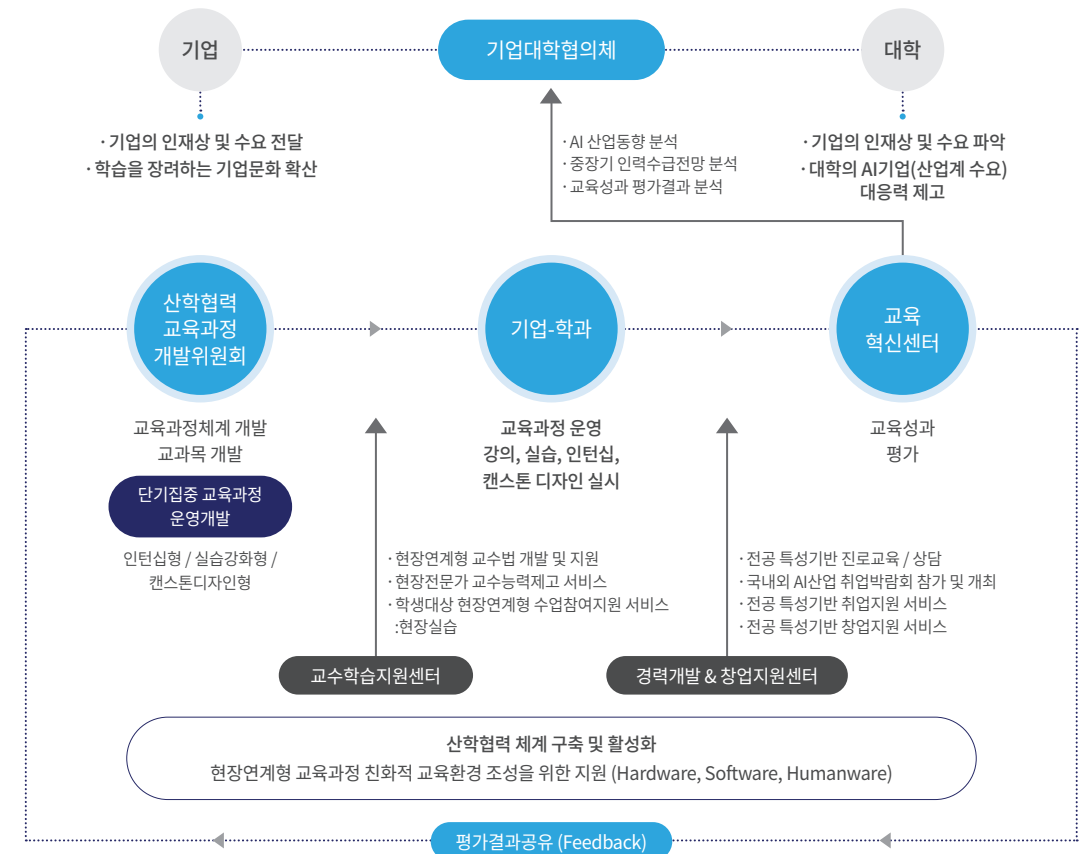 기업
기업대학협의체
대학
· 기업의 인재상 및 수요 전달
· 학습을 장려하는 기업문화 확산
· AI 산업동향 분석
· 중장기 인력수급전망 분석
· 교육성과 평가결과 분석
· 기업의 인재상 및 수요 파악
· 대학의 AI기업(산업계 수요)
대응력 제고
산학협력
교육과정
개발위원회
기업-학과
교육
혁신센터
교육과정체계 개발
교과목 개발
단기집중 교육과정
운영개발
인턴십형 / 실습강화형 /
캔스톤디자인형
교육과정 운영
강의, 실습, 인턴십,
캔스톤 디자인 실시
교육성과
평가
· 현장연계형 교수법 개발 및 지원
· 현장전문가 교수능력제고 서비스
· 학생대상 현장연계형 수업참여지원 서비스
:현장실습
· 전공 특성기반 진로교육 / 상담
· 국내외 AI산업 취업박람회 참가 및 개최
· 전공 특성기반 취업지원 서비스
· 전공 특성기반 창업지원 서비스
교수학습지원센터
경력개발 & 창업지원센터
산학협력 체계 구축 및 활성화
현장연계형 교육과정 친화적 교육환경 조성을 위한 지원 (Hardware, Software, Humanware)
평가결과공유 (Feedback)